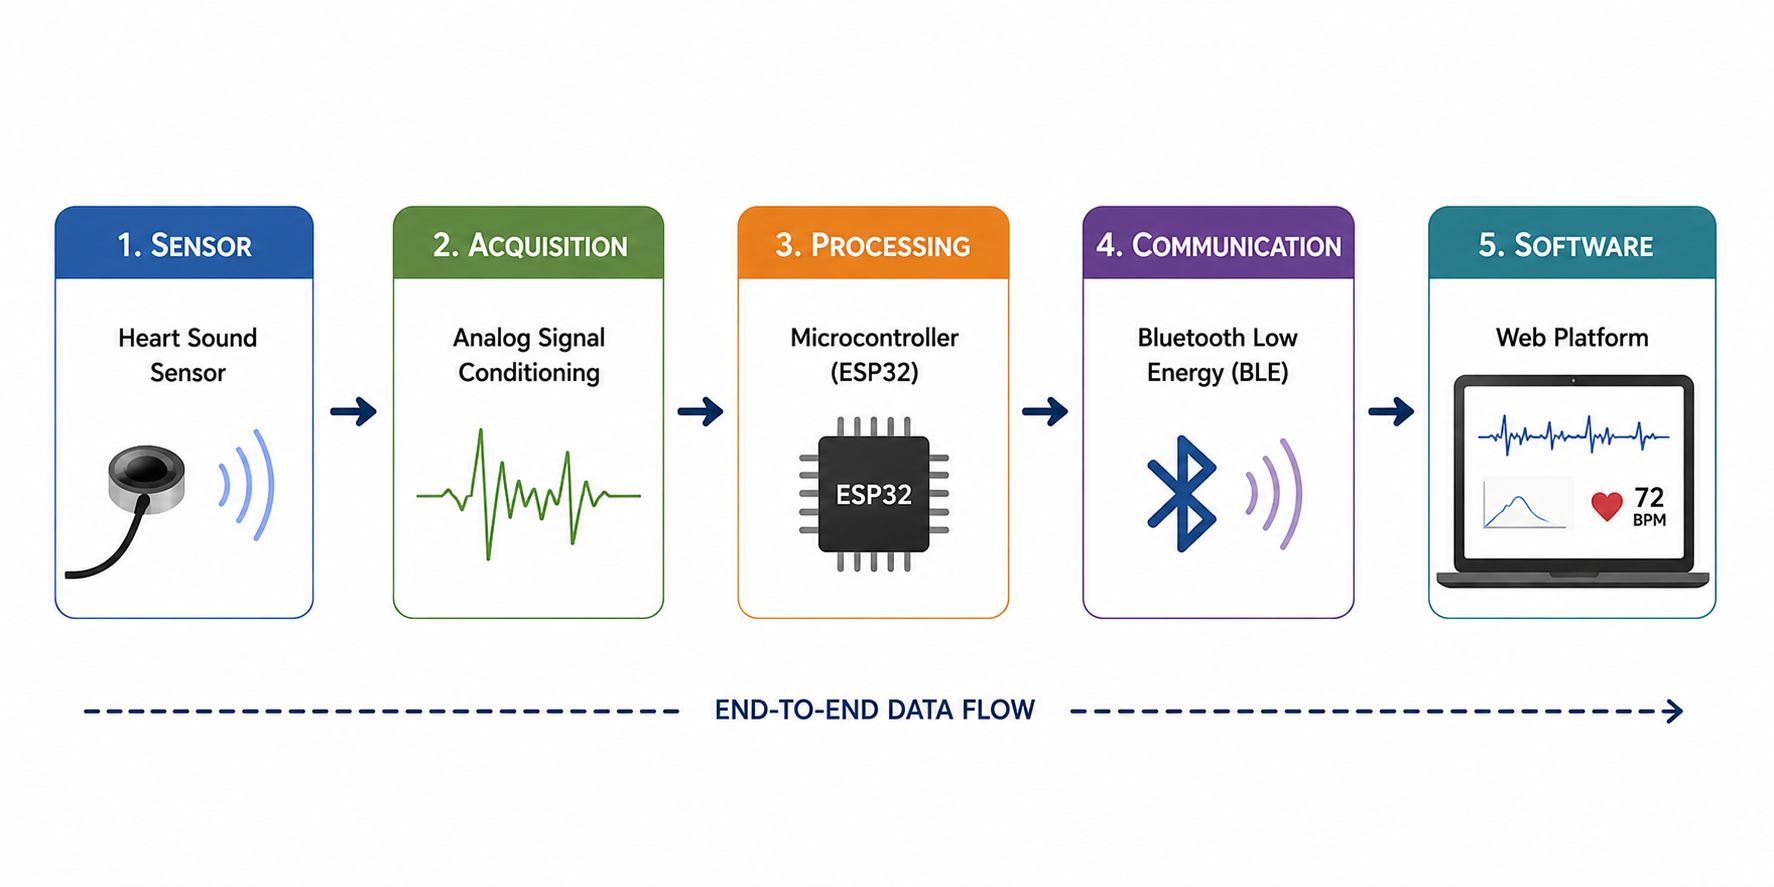 1. SENSOR
Heart Sound
Sensor
2. ACQUISITION
Analog Signal
Conditioning
3. PROCESSING
Microcontroller
(ESP32)
ESP32
4. COMMUNICATION
Bluetooth Low
Energy (BLE)
5. SOFTWARE
Web Platform
72
BPM
END-TO-END DATA FLOW